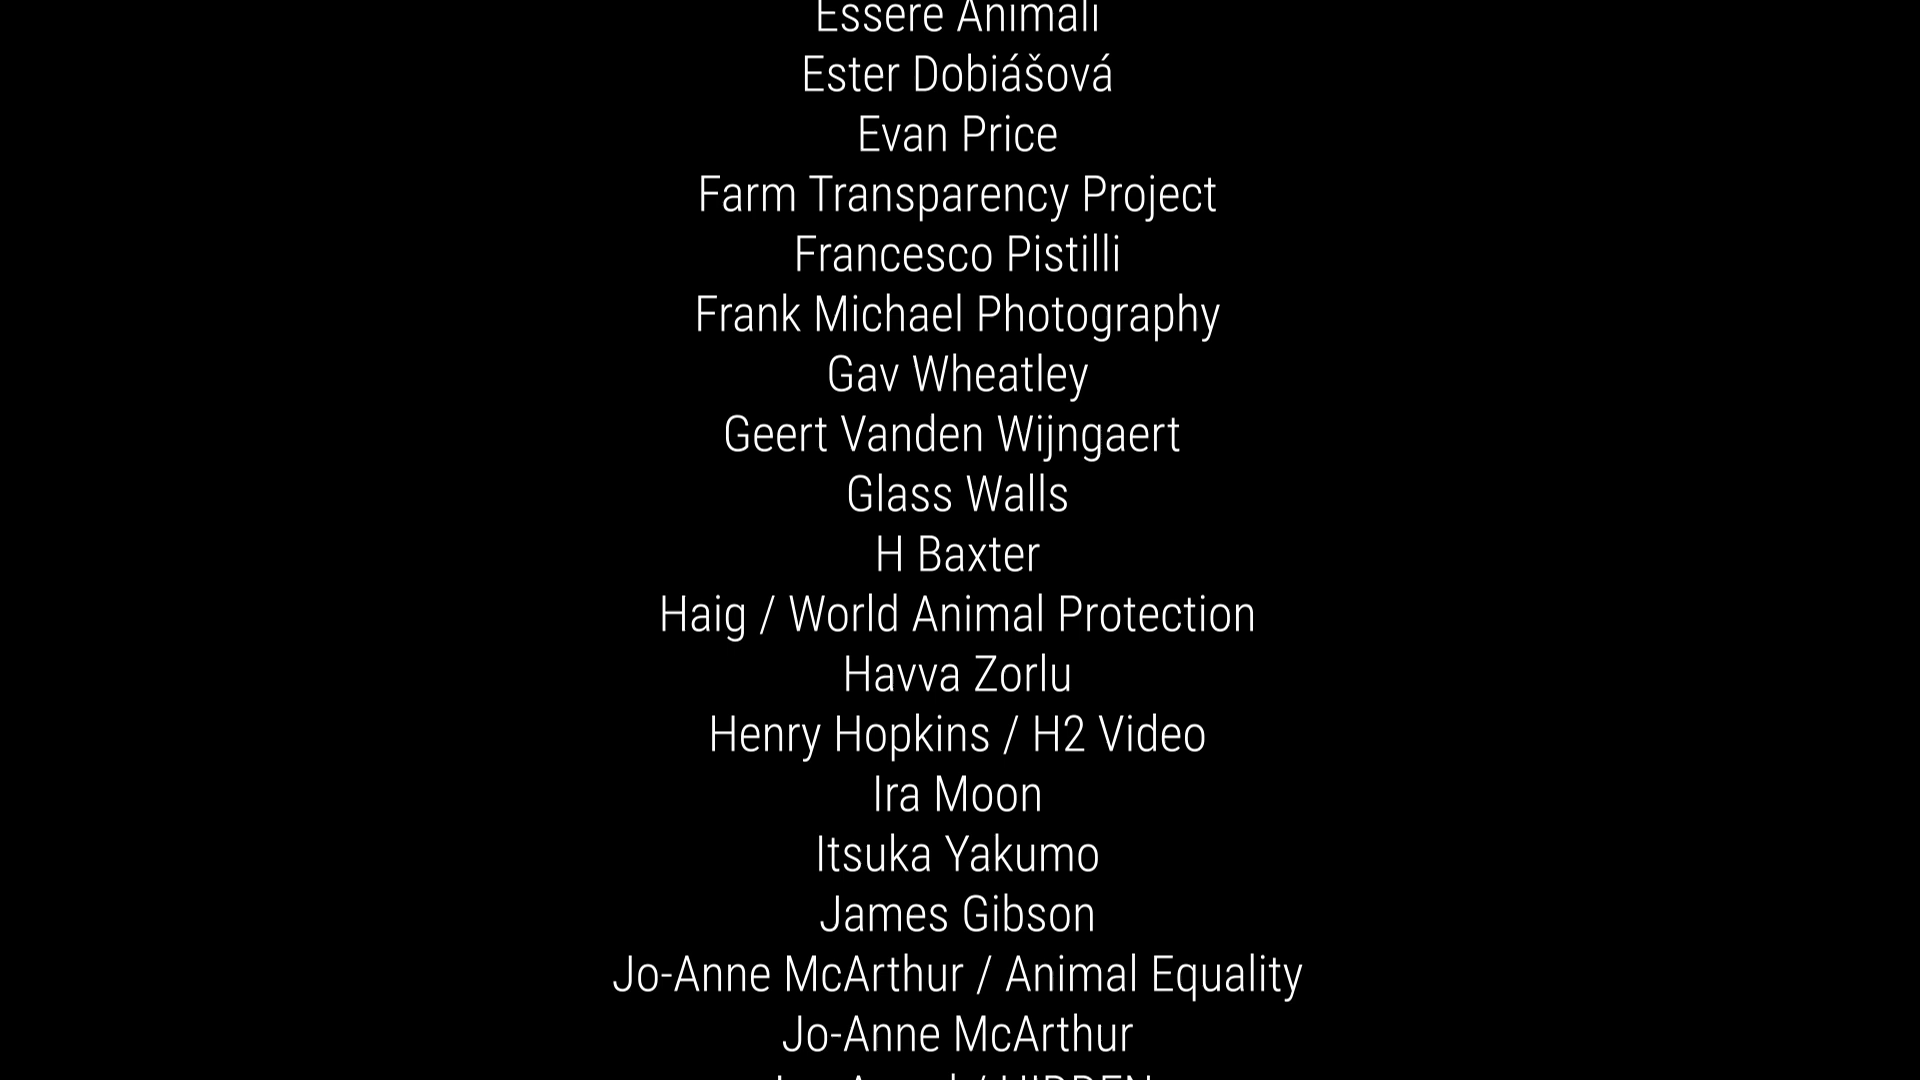 Essere Animali
Ester Dobiášová
Evan Price
Farm Transparency Project
Francesco Pistilli
Frank Michael Photography
Gav Wheatley
Geert Vanden Wijngaert
Glass Walls
H Baxter
Haig / World Animal Protection
Havva Zorlu
Henry Hopkins / H2 Video
Ira Moon
Itsuka Yakumo
James Gibson
Jo-Anne McArthur / Animal Equality
Jo-Anne McArthur
/ HIDDEN